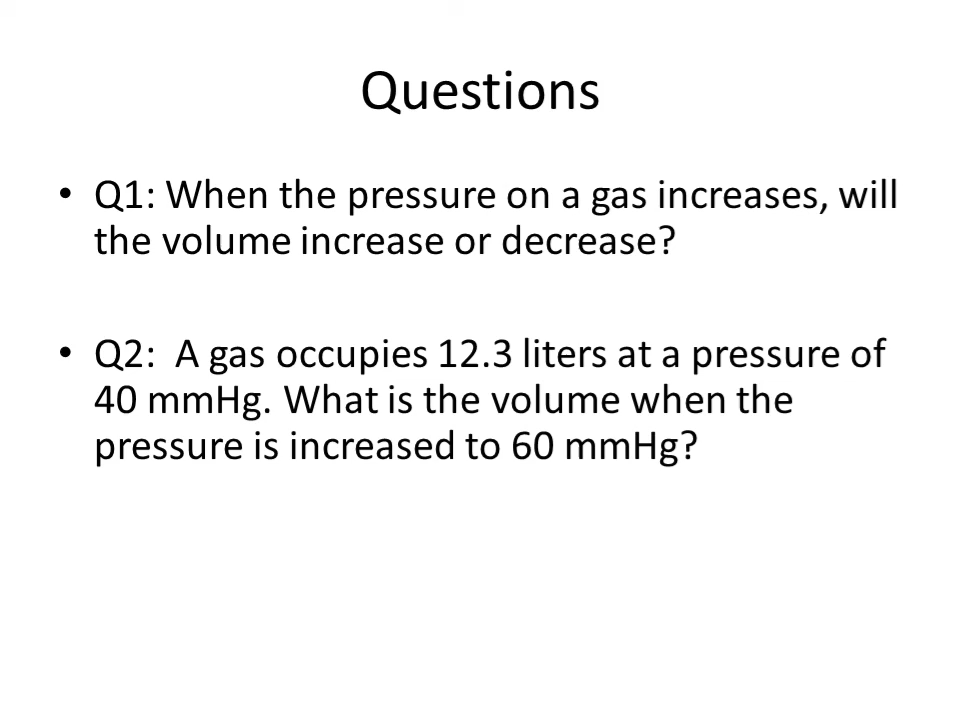 Questions
• Q1: When the pressure on a gas increases, will
the volume increase or decrease?
• Q2:  A gas occupies 12.3 liters at a pressure of
40 mmHg. What is the volume when the
pressure is increased to 60 mmHg?